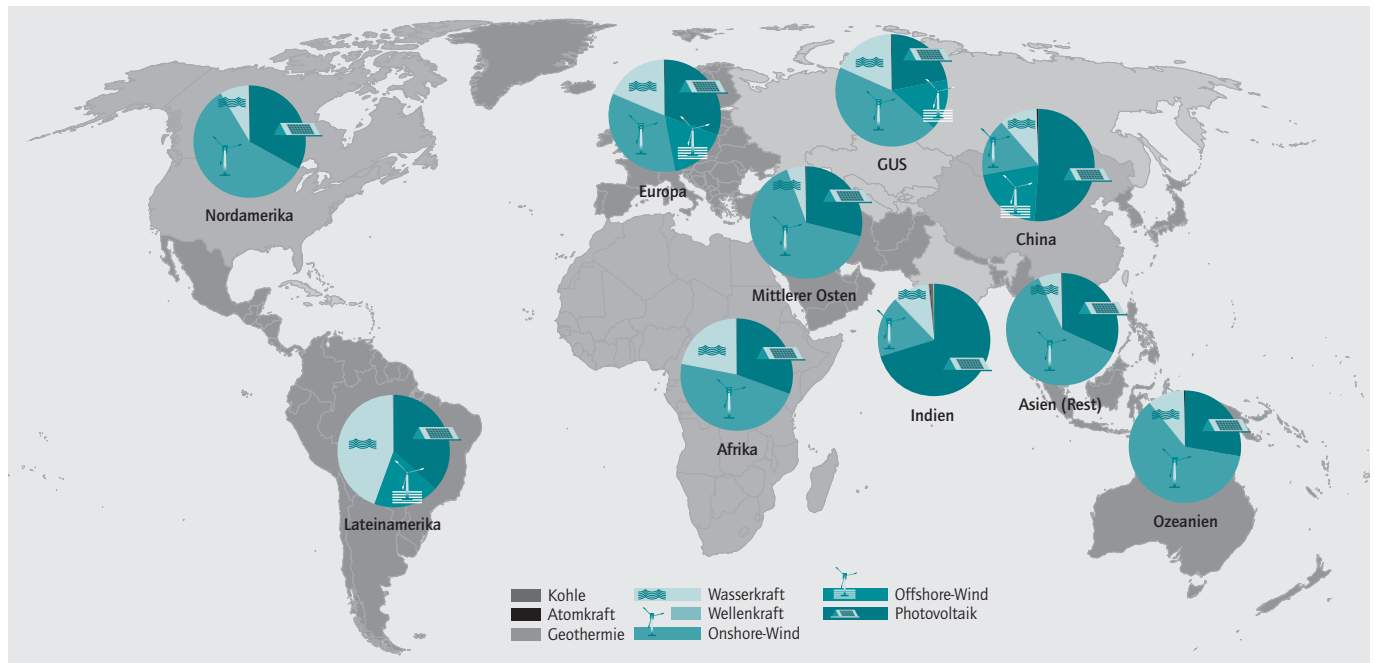 GUS
Europa
Nordamerika
China
Mittlerer Osten
Asien (Rest)
Indien
Afrika
Lateinamerika
Ozeanien
Kohle
Atomkraft
Geothermie
Wasserkraft
Wellenkraft
Onshore-Wind
Offshore-Wind
Photovoltaik